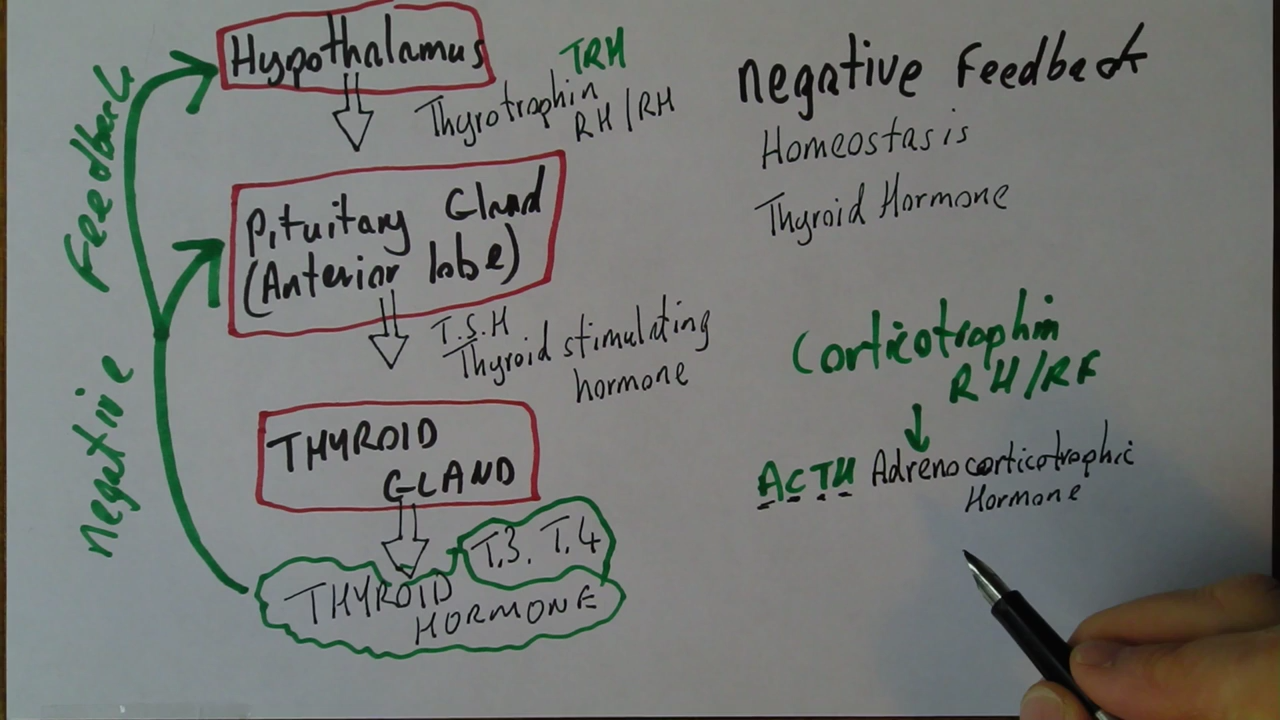 Hypothalamus
TRH
Thyrotrophin
RH/RH
Pituitary Gland
(Anterior lobe)
T.S.H
Thyroid stimulating
hormone
THYROID
GLAND
T.3. T.4
THYROID
HORMONE
negative Feedback
negative Feedback
Homeostasis
Thyroid Hormone
Corticotrophin
RH/RF
ACTH Adrenocorticotrophic
Hormone